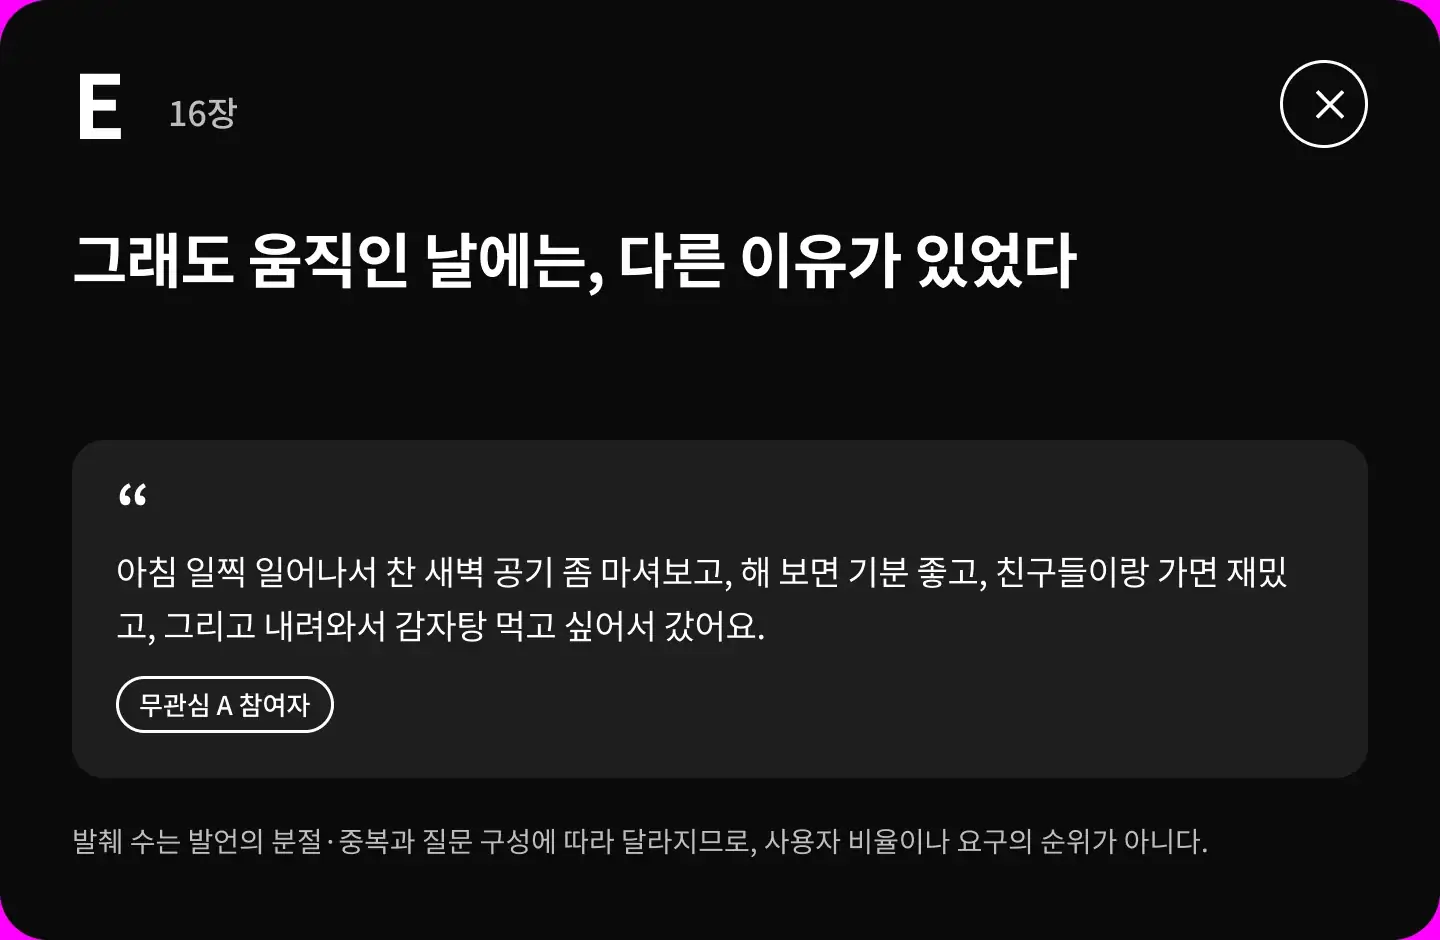 E 16장
그래도 움직인 날에는, 다른 이유가 있었다
“
아침 일찍 일어나서 찬 새벽 공기 좀 마셔보고, 해 보면 기분 좋고, 친구들이랑 가면 재밌
고, 그리고 내려와서 감자탕 먹고 싶어서 갔어요.
무관심 A 참여자
발췌 수는 발언의 분절·중복과 질문 구성에 따라 달라지므로, 사용자 비율이나 요구의 순위가 아니다.